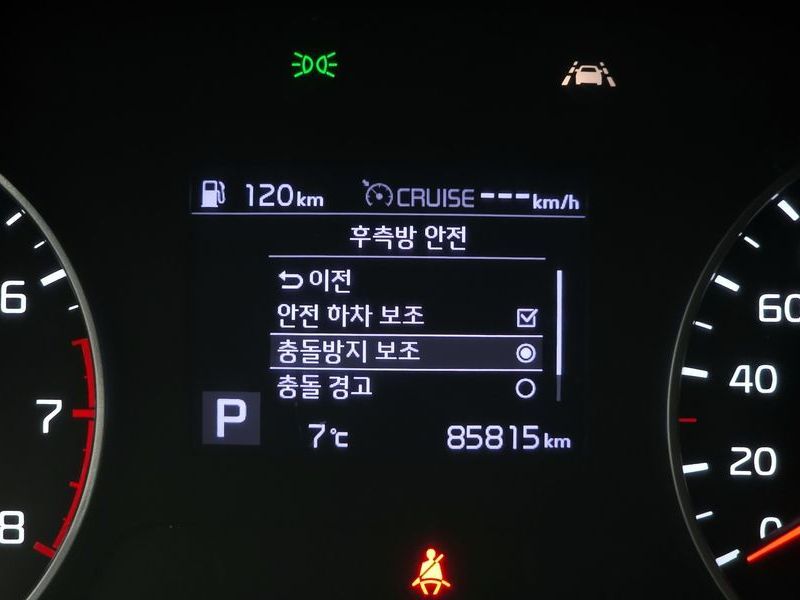 120km CRUISE ---km/h
후측방 안전
이전
안전 하차 보조
충돌방지 보조
충돌 경고
P 7℃ 85815km
6
7
8
60
40
20
0